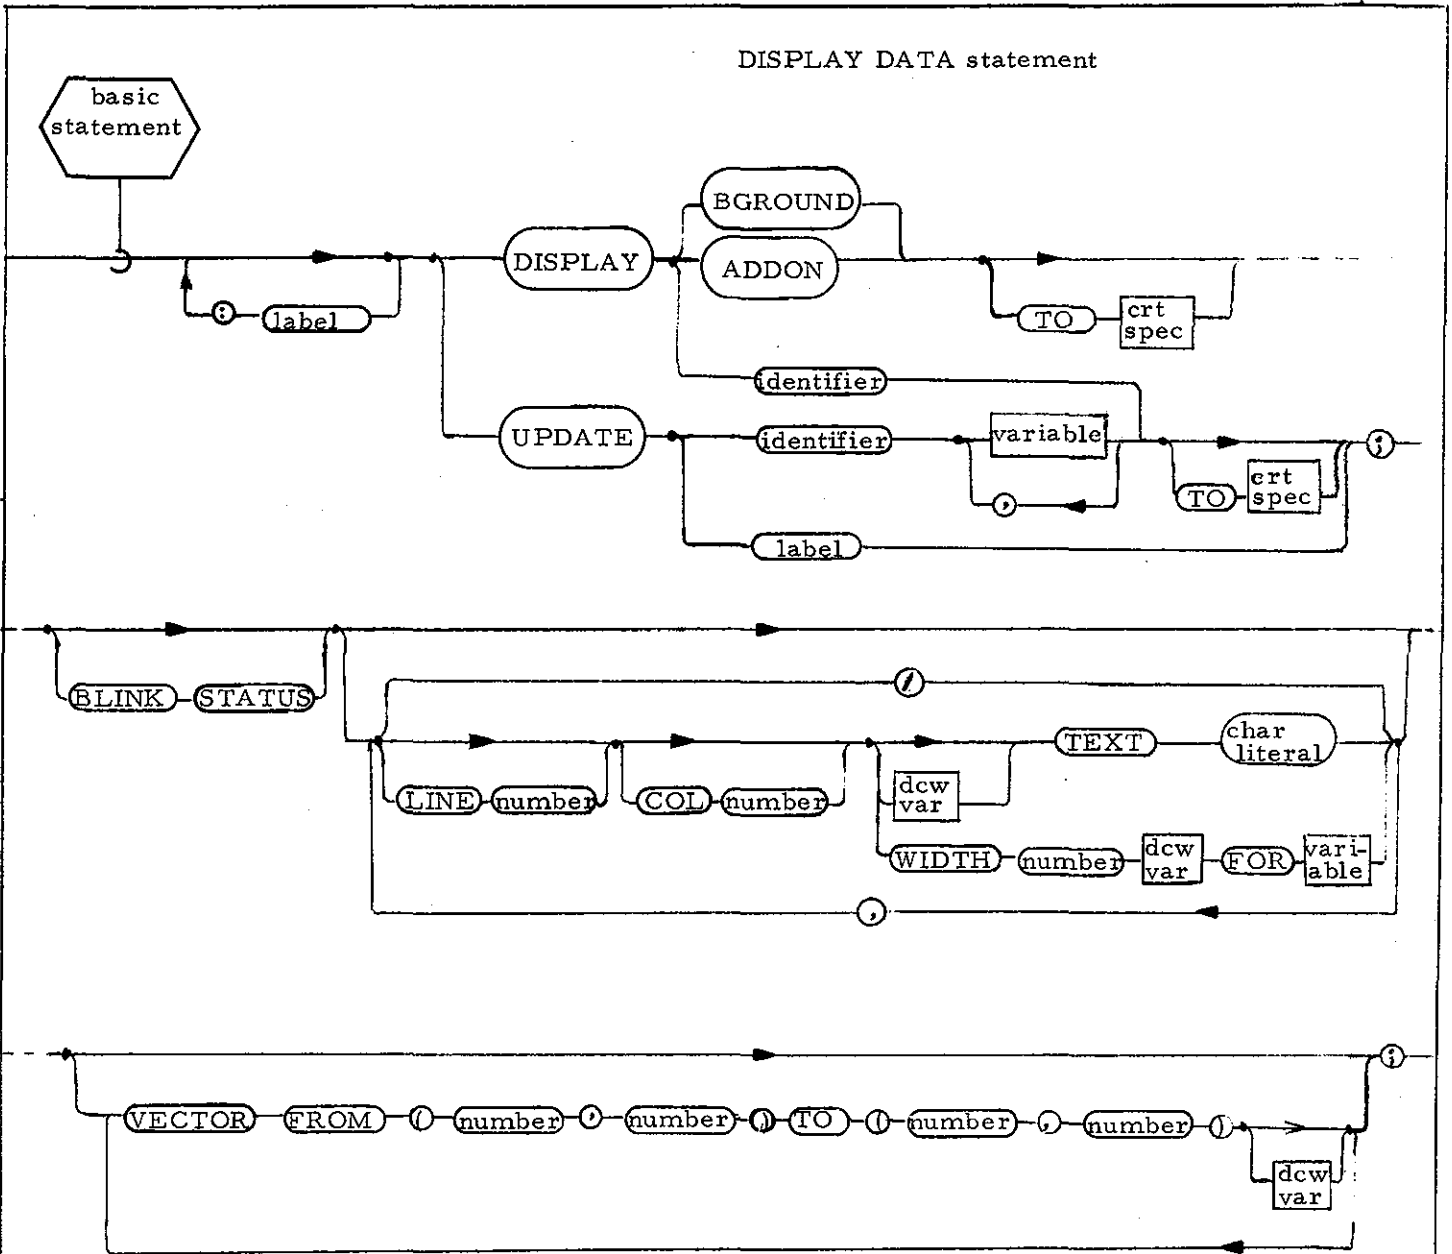 DISPLAY DATA statement
basic
statement
BGROUND
DISPLAY
ADDON
: label
TO crt
spec
identifier
UPDATE identifier variable
, TO crt
spec ;
label
BLINK STATUS
/
TEXT char
literal
LINE number COL number dcw
var
WIDTH number dcw
var FOR vari-
able
,
;
VECTOR FROM ( number , number ) TO ( number , number )
dcw
var